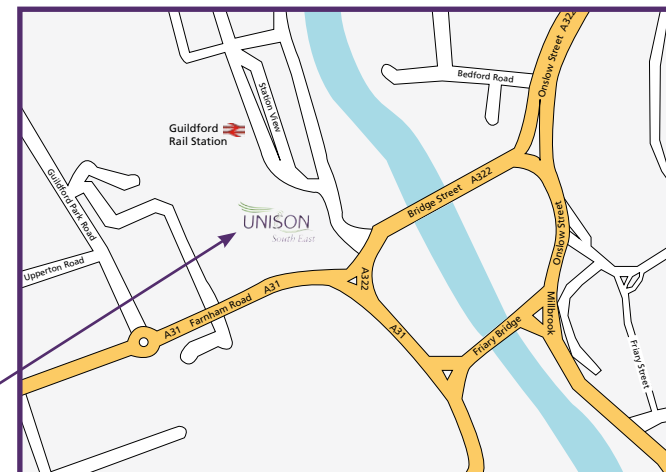 Onslow Street A322
Bedford Road
Station View
Guildford
Rail Station
Guildford Park Road
Bridge Street A322
UNISON
South East
Onslow Street
Upperton Road
A322
A31 Farnham Road A31
A31
Millbrook
Friary Bridge
Friary Street